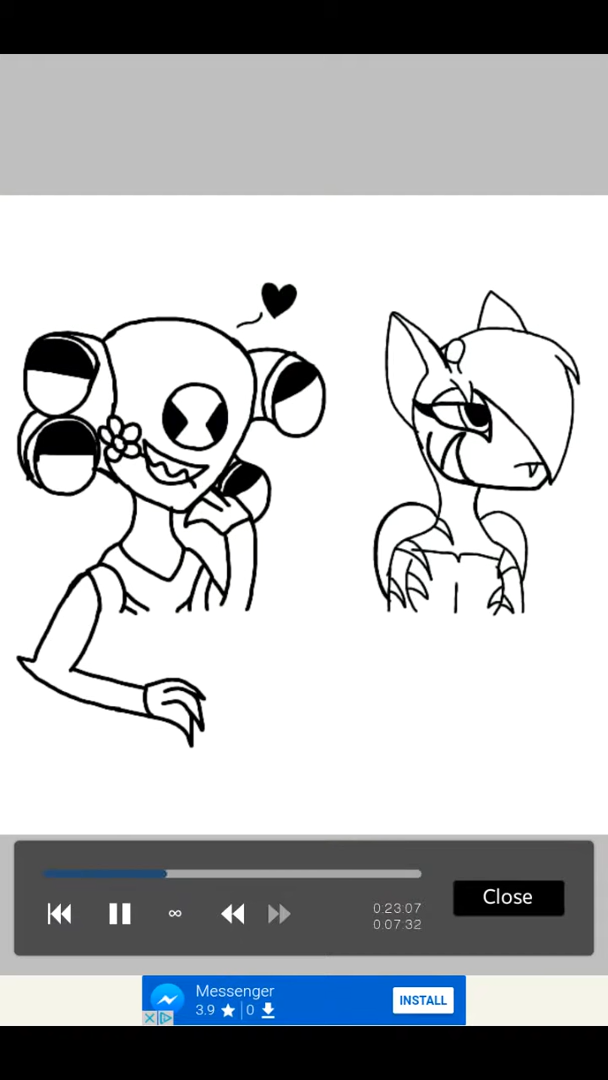 0:23:07
0:07:32
Close
∞
Messenger
3.9 ★ | 0
INSTALL